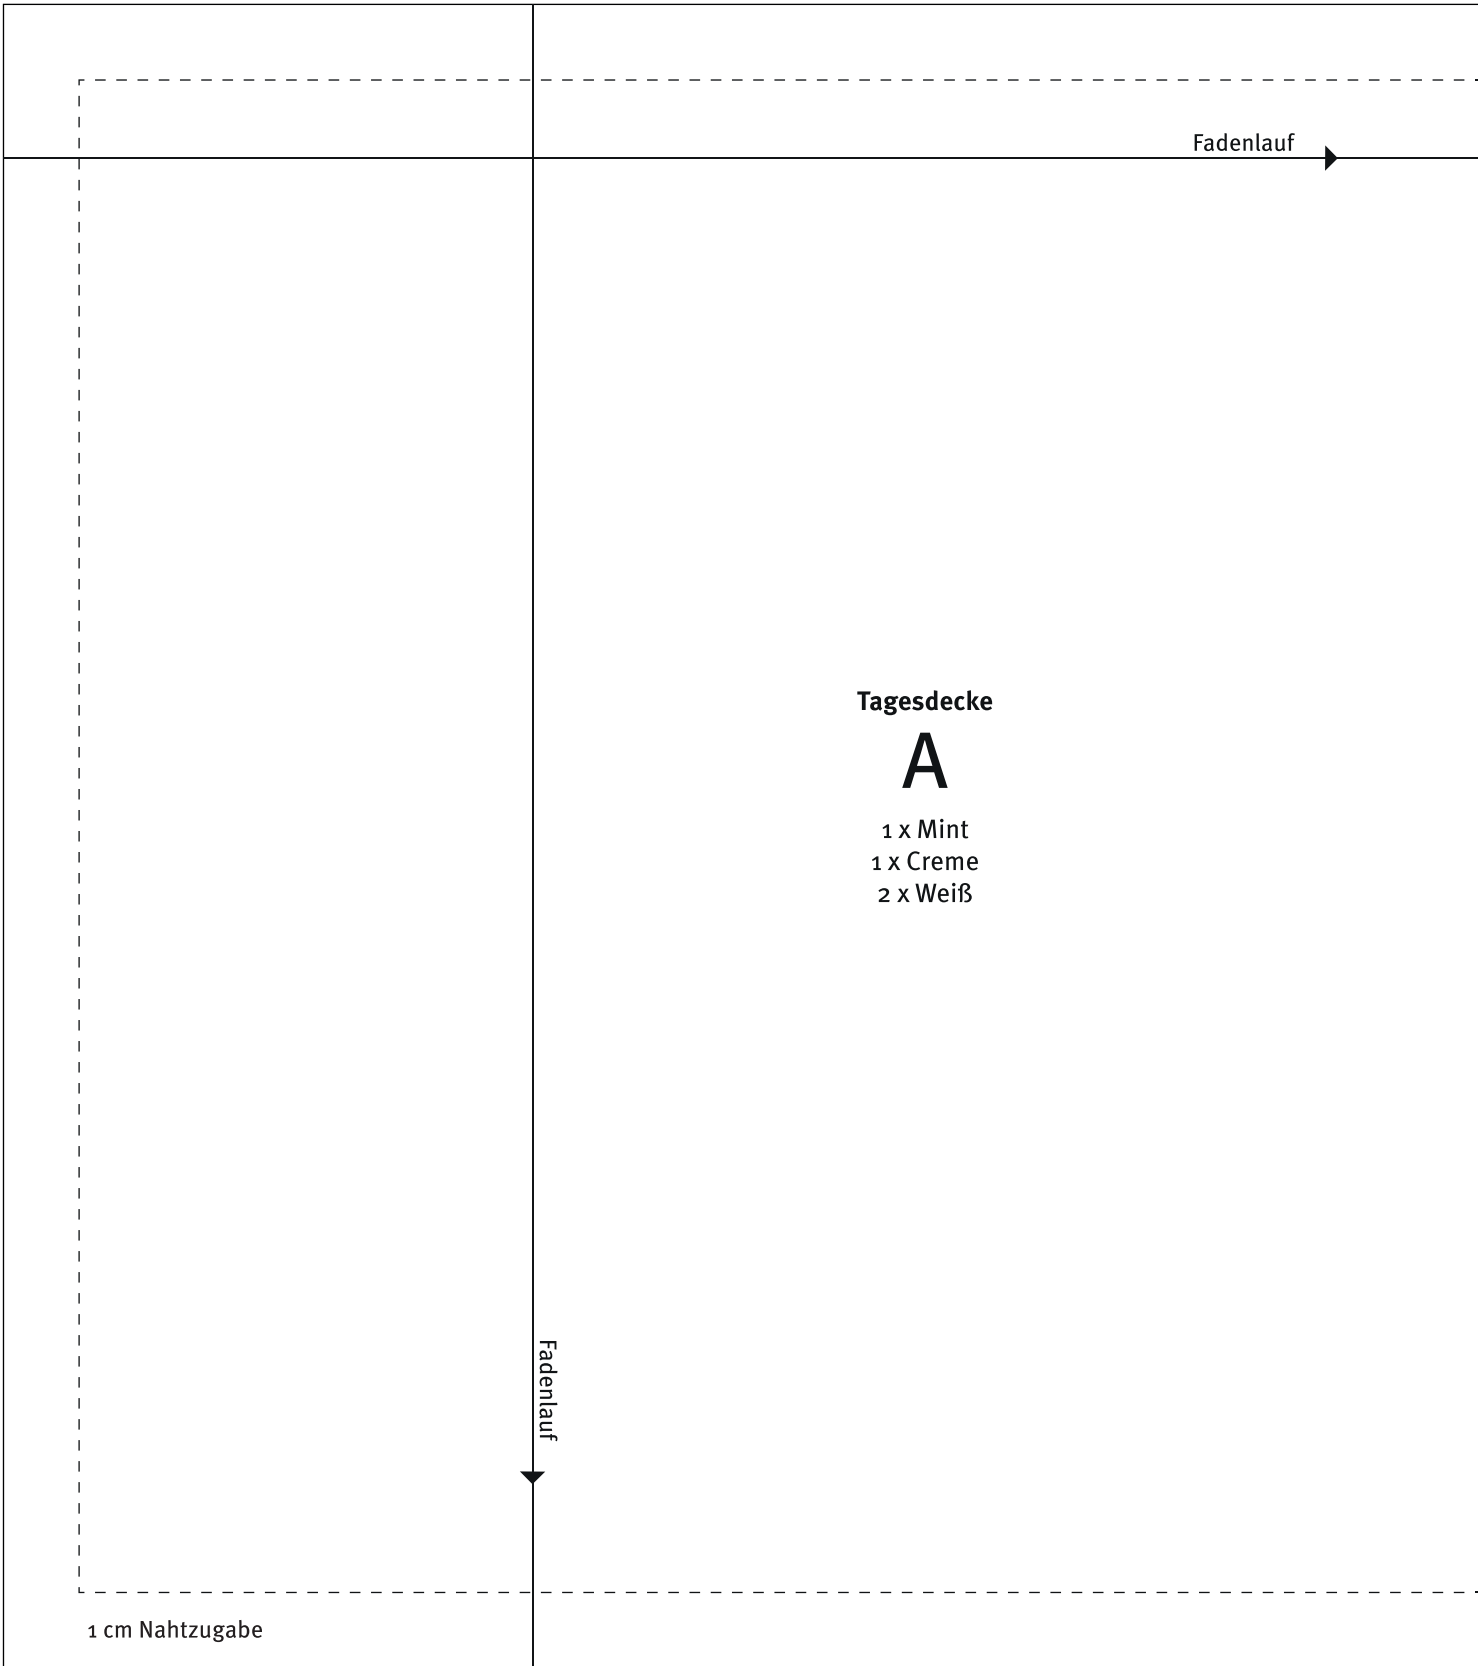 Fadenlauf
Tagesdecke
A
1 x Mint
1 x Creme
2 x Weiß
Fadenlauf
1 cm Nahtzugabe